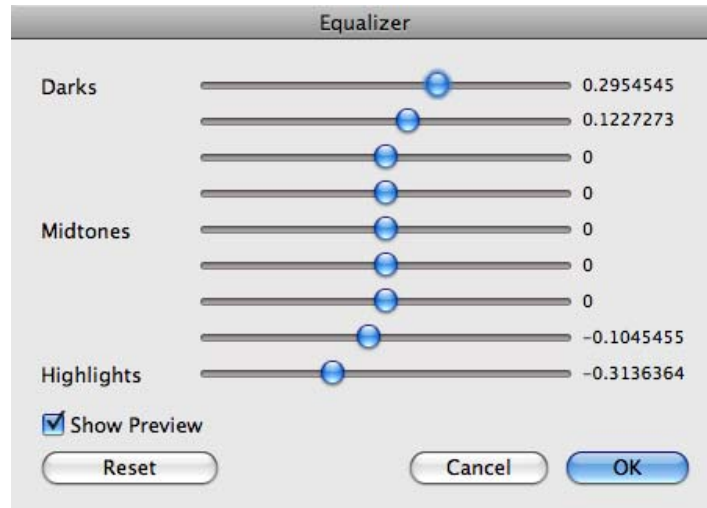 Equalizer
Darks 0.2954545
0.1227273
0
0
Midtones 0
0
0
-0.1045455
Highlights -0.3136364
Show Preview
Reset Cancel OK